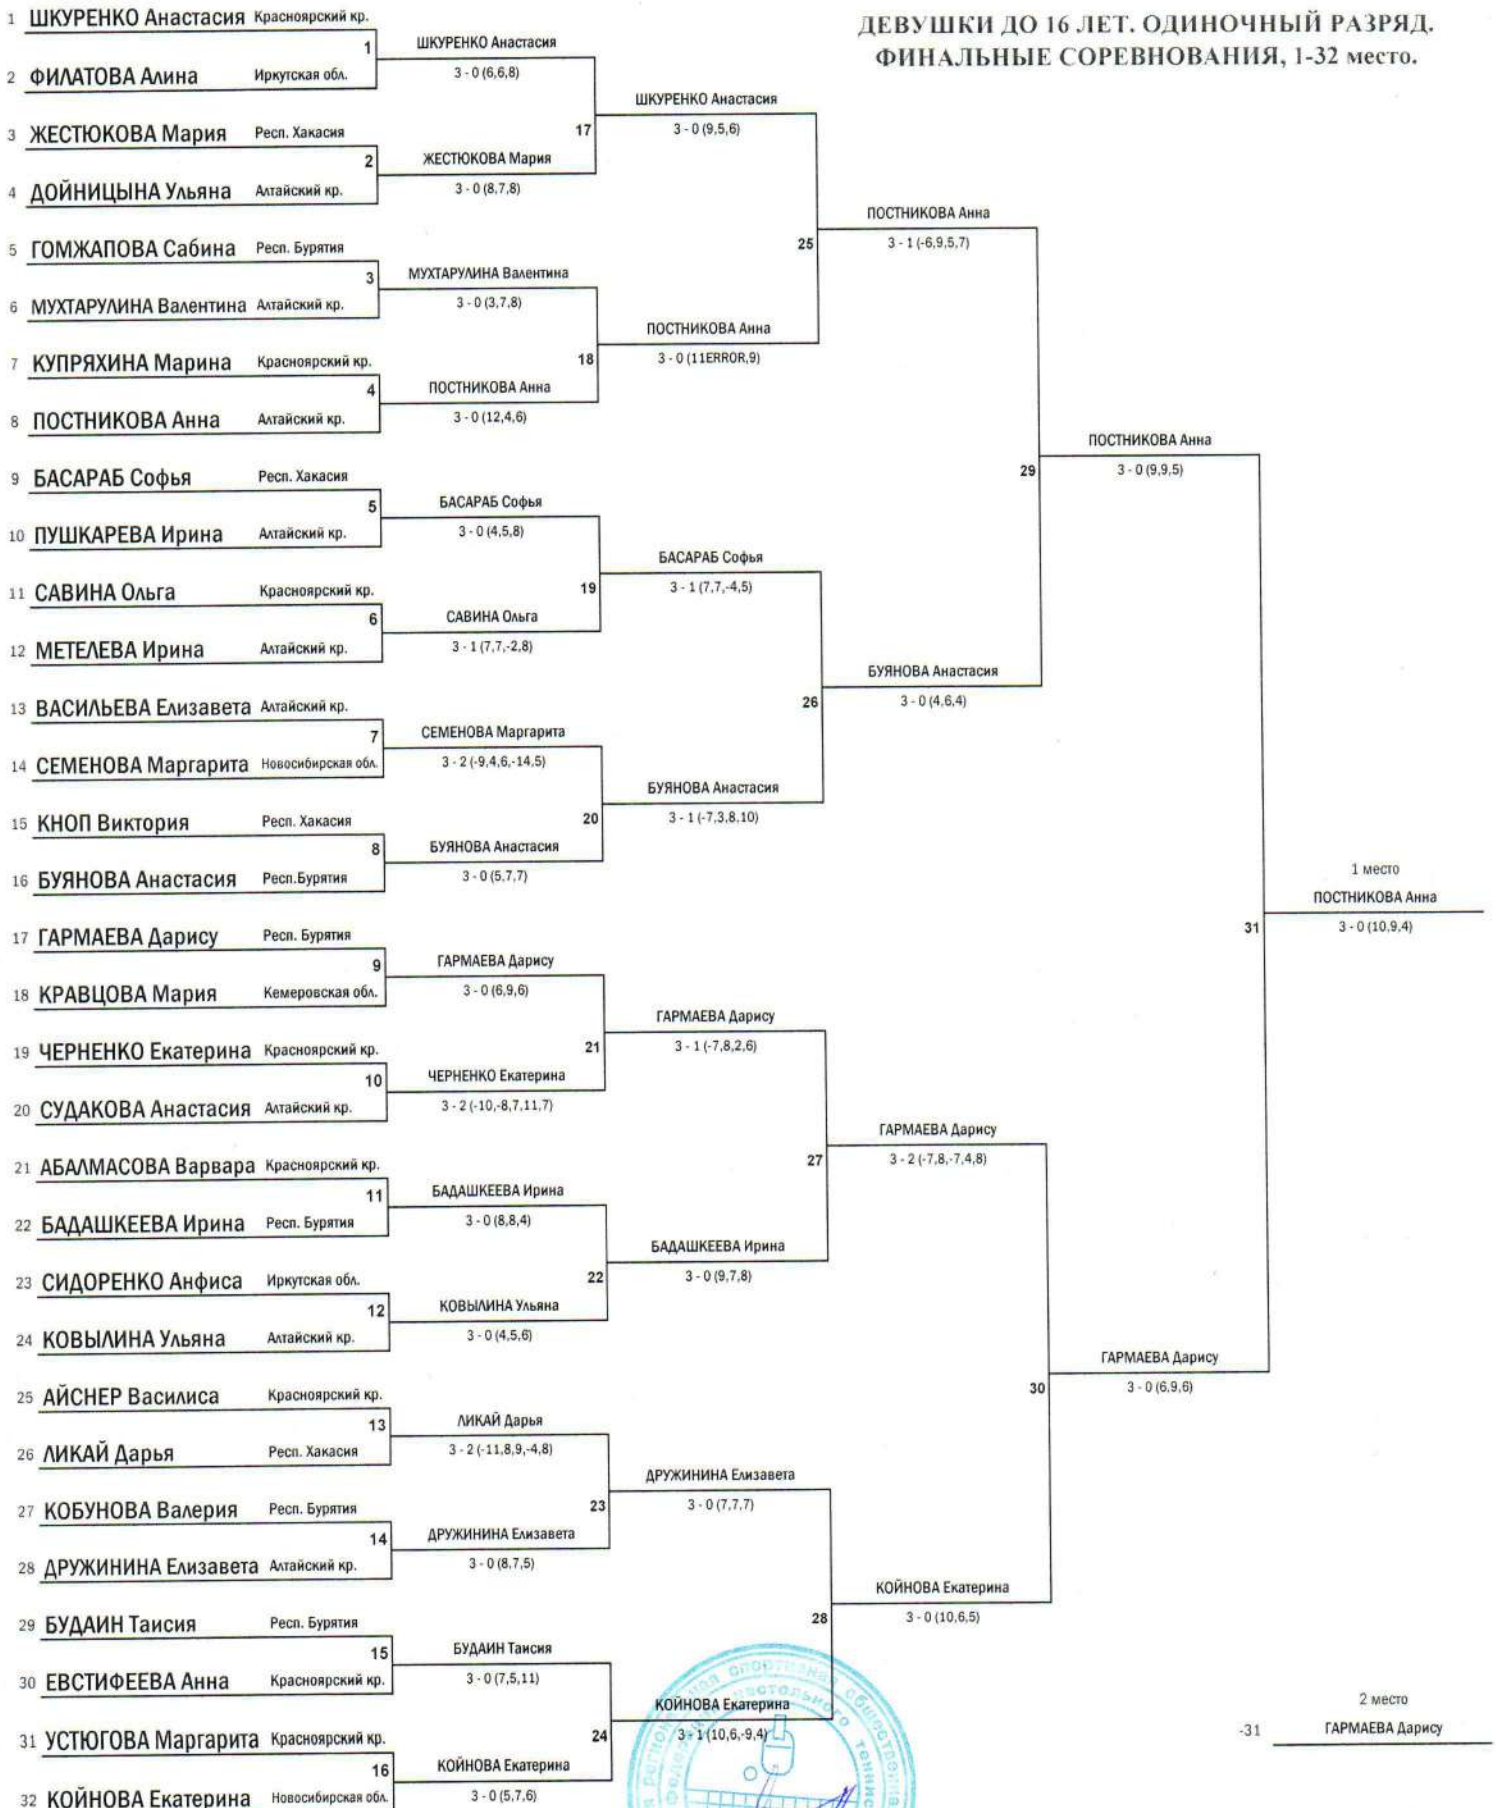 ДЕВУШКИ ДО 16 ЛЕТ. ОДИНОЧНЫЙ РАЗРЯД.
ФИНАЛЬНЫЕ СОРЕВНОВАНИЯ, 1-32 место.
1 ШКУРЕНКО Анастасия Красноярский кр.
1
2 ФИЛАТОВА Алина Иркутская обл.
3 ЖЕСТЮКОВА Мария Респ. Хакасия
2
4 ДОЙНИЦЫНА Ульяна Алтайский кр.
5 ГОМЖАПОВА Сабина Респ. Бурятия
3
6 МУХТАРУЛИНА Валентина Алтайский кр.
7 КУПРЯХИНА Марина Красноярский кр.
4
8 ПОСТНИКОВА Анна Алтайский кр.
9 БАСАРАБ Софья Респ. Хакасия
5
10 ПУШКАРЕВА Ирина Алтайский кр.
11 САВИНА Ольга Красноярский кр.
6
12 МЕТЕЛЕВА Ирина Алтайский кр.
13 ВАСИЛЬЕВА Елизавета Алтайский кр.
7
14 СЕМЕНОВА Маргарита Новосибирская обл.
15 КНОП Виктория Респ. Хакасия
8
16 БУЯНОВА Анастасия Респ.Бурятия
17 ГАРМАЕВА Дарису Респ. Бурятия
9
18 КРАВЦОВА Мария Кемеровская обл.
19 ЧЕРНЕНКО Екатерина Красноярский кр.
10
20 СУДАКОВА Анастасия Алтайский кр.
21 АБАЛМАСОВА Варвара Красноярский кр.
11
22 БАДАШКЕЕВА Ирина Респ. Бурятия
23 СИДОРЕНКО Анфиса Иркутская обл.
12
24 КОВЫЛИНА Ульяна Алтайский кр.
25 АЙСНЕР Василиса Красноярский кр.
13
26 ЛИКАЙ Дарья Респ. Хакасия
27 КОБУНОВА Валерия Респ. Бурятия
14
28 ДРУЖИНИНА Елизавета Алтайский кр.
29 БУДАИН Таисия Респ. Бурятия
15
30 ЕВСТИФЕЕВА Анна Красноярский кр.
31 УСТЮГОВА Маргарита Красноярский кр.
16
32 КОЙНОВА Екатерина Новосибирская обл.
ШКУРЕНКО Анастасия
3 - 0 (6,6,8)
17
ЖЕСТЮКОВА Мария
3 - 0 (8,7,8)
МУХТАРУЛИНА Валентина
3 - 0 (3,7,8)
18
ПОСТНИКОВА Анна
3 - 0 (12,4,6)
БАСАРАБ Софья
3 - 0 (4,5,8)
19
САВИНА Ольга
3 - 1 (7,7,-2,8)
СЕМЕНОВА Маргарита
3 - 2 (-9,4,6,-14,5)
20
БУЯНОВА Анастасия
3 - 0 (5,7,7)
ГАРМАЕВА Дарису
3 - 0 (6,9,6)
21
ЧЕРНЕНКО Екатерина
3 - 2 (-10,-8,7,11,7)
БАДАШКЕЕВА Ирина
3 - 0 (8,8,4)
22
КОВЫЛИНА Ульяна
3 - 0 (4,5,6)
ЛИКАЙ Дарья
3 - 2 (-11,8,9,-4,8)
23
ДРУЖИНИНА Елизавета
3 - 0 (8,7,5)
БУДАИН Таисия
3 - 0 (7,5,11)
24
КОЙНОВА Екатерина
3 - 0 (5,7,6)
ШКУРЕНКО Анастасия
3 - 0 (9,5,6)
25
ПОСТНИКОВА Анна
3 - 0 (11ERROR,9)
БАСАРАБ Софья
3 - 1 (7,7,-4,5)
26
БУЯНОВА Анастасия
3 - 1 (-7,3,8,10)
ГАРМАЕВА Дарису
3 - 1 (-7,8,2,6)
27
БАДАШКЕЕВА Ирина
3 - 0 (9,7,8)
ДРУЖИНИНА Елизавета
3 - 0 (7,7,7)
28
КОЙНОВА Екатерина
3 - 1 (10,6,-9,4)
ПОСТНИКОВА Анна
3 - 1 (-6,9,5,7)
29
БУЯНОВА Анастасия
3 - 0 (4,6,4)
ГАРМАЕВА Дарису
3 - 2 (-7,8,-7,4,8)
30
КОЙНОВА Екатерина
3 - 0 (10,6,5)
ПОСТНИКОВА Анна
3 - 0 (9,9,5)
31
ГАРМАЕВА Дарису
3 - 0 (6,9,6)
1 место
ПОСТНИКОВА Анна
3 - 0 (10,9,4)
2 место
-31 ГАРМАЕВА Дарису
спортивная
настольного тенниса